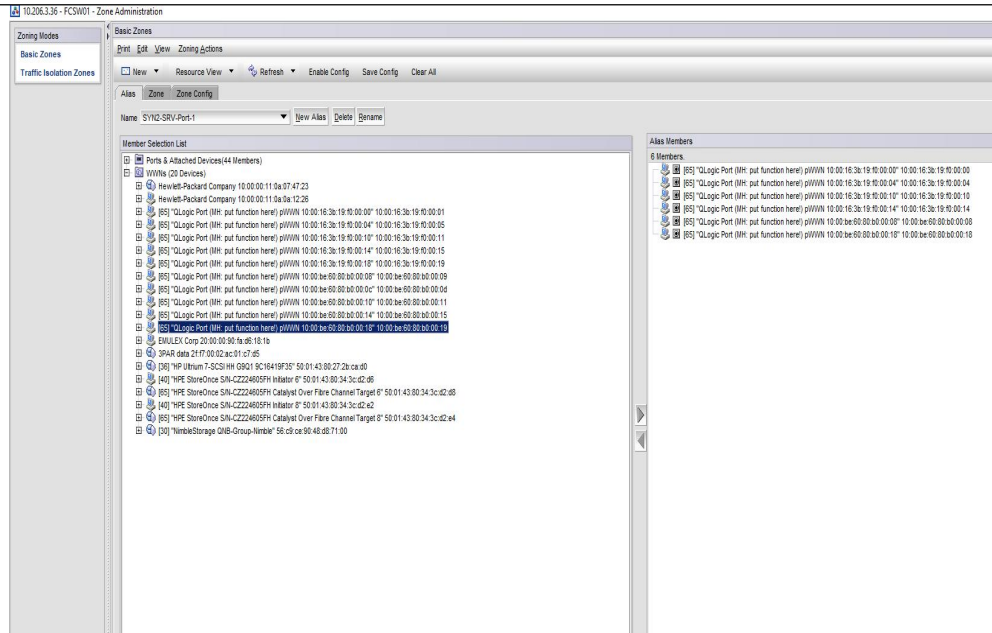 10.206.3.36 - FCSW01 - Zone Administration
Zoning Modes
Basic Zones
Traffic Isolation Zones
Basic Zones
Print Edit View Zoning Actions
New Resource View Refresh Enable Config Save Config Clear All
Alias Zone Zone Config
Name SYN2-SRV-Port-1 New Alias Delete Rename
Member Selection List
Ports & Attached Devices(44 Members)
WWNs (20 Devices)
Hewlett-Packard Company 10:00:00:11:0a:07:47:23
Hewlett-Packard Company 10:00:00:11:0a:0a:12:26
[65] "QLogic Port (MH: put function here!) pWWN 10:00:16:3b:19:f0:00:00" 10:00:16:3b:19:f0:00:01
[65] "QLogic Port (MH: put function here!) pWWN 10:00:16:3b:19:f0:00:04" 10:00:16:3b:19:f0:00:05
[65] "QLogic Port (MH: put function here!) pWWN 10:00:16:3b:19:f0:00:10" 10:00:16:3b:19:f0:00:11
[65] "QLogic Port (MH: put function here!) pWWN 10:00:16:3b:19:f0:00:14" 10:00:16:3b:19:f0:00:15
[65] "QLogic Port (MH: put function here!) pWWN 10:00:16:3b:19:f0:00:18" 10:00:16:3b:19:f0:00:19
[65] "QLogic Port (MH: put function here!) pWWN 10:00:be:60:80:b0:00:08" 10:00:be:60:80:b0:00:09
[65] "QLogic Port (MH: put function here!) pWWN 10:00:be:60:80:b0:00:0c" 10:00:be:60:80:b0:00:0d
[65] "QLogic Port (MH: put function here!) pWWN 10:00:be:60:80:b0:00:10" 10:00:be:60:80:b0:00:11
[65] "QLogic Port (MH: put function here!) pWWN 10:00:be:60:80:b0:00:14" 10:00:be:60:80:b0:00:15
[65] "QLogic Port (MH: put function here!) pWWN 10:00:be:60:80:b0:00:18" 10:00:be:60:80:b0:00:19
EMULEX Corp 20:00:00:90:fa:d6:18:1b
3PAR data 2f:f7:00:02:ac:01:c7:d5
[36] "HP Ultrium 7-SCSI HH G9Q1 9C16419F35" 50:01:43:80:27:2b:ca:d0
[40] "HPE StoreOnce S/N-CZ224605FH Initiator 6" 50:01:43:80:34:3c:d2:d6
[65] "HPE StoreOnce S/N-CZ224605FH Catalyst Over Fibre Channel Target 6" 50:01:43:80:34:3c:d2:d8
[40] "HPE StoreOnce S/N-CZ224605FH Initiator 8" 50:01:43:80:34:3c:d2:e2
[65] "HPE StoreOnce S/N-CZ224605FH Catalyst Over Fibre Channel Target 8" 50:01:43:80:34:3c:d2:e4
[30] "NimbleStorage QNB-Group-Nimble" 56:c9:ce:90:48:d8:71:00
Alias Members
6 Members.
[65] "QLogic Port (MH: put function here!) pWWN 10:00:16:3b:19:f0:00:00" 10:00:16:3b:19:f0:00:00
[65] "QLogic Port (MH: put function here!) pWWN 10:00:16:3b:19:f0:00:04" 10:00:16:3b:19:f0:00:04
[65] "QLogic Port (MH: put function here!) pWWN 10:00:16:3b:19:f0:00:10" 10:00:16:3b:19:f0:00:10
[65] "QLogic Port (MH: put function here!) pWWN 10:00:16:3b:19:f0:00:14" 10:00:16:3b:19:f0:00:14
[65] "QLogic Port (MH: put function here!) pWWN 10:00:be:60:80:b0:00:08" 10:00:be:60:80:b0:00:08
[65] "QLogic Port (MH: put function here!) pWWN 10:00:be:60:80:b0:00:18" 10:00:be:60:80:b0:00:18